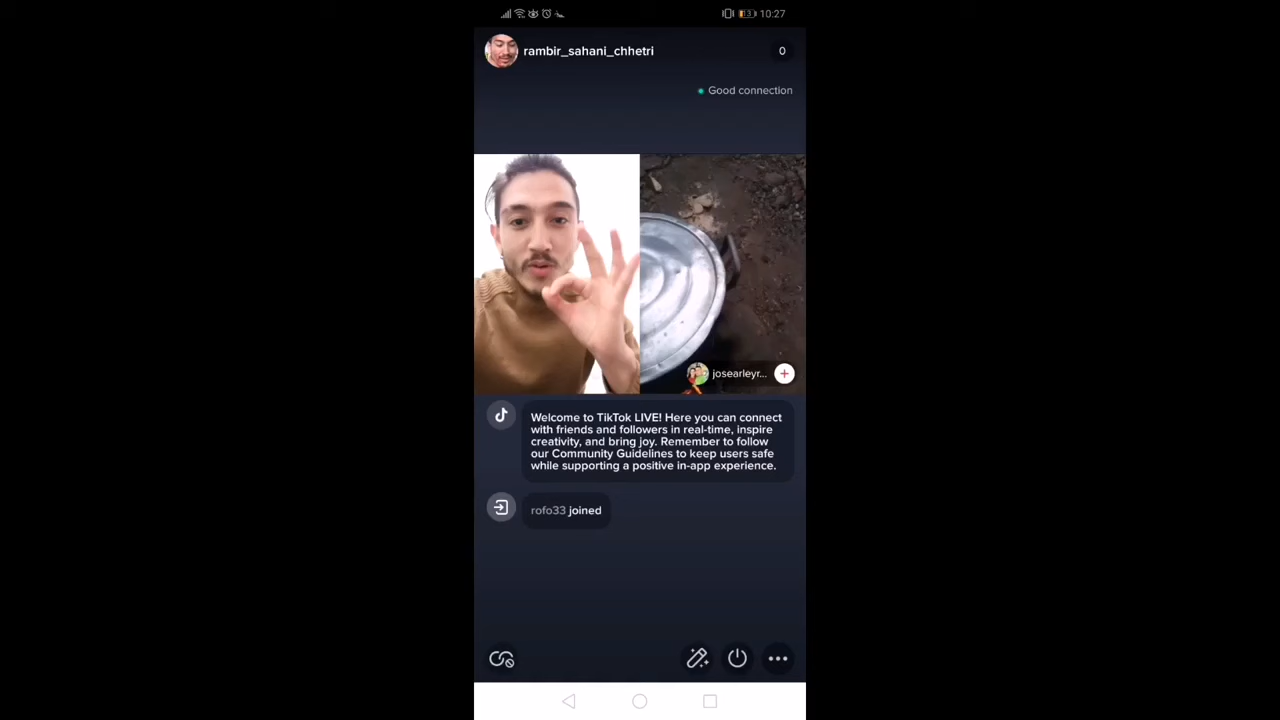 13 10:27
rambir_sahani_chhetri 0
Good connection
josearleyr...
Welcome to TikTok LIVE! Here you can connect
with friends and followers in real-time, inspire
creativity, and bring joy. Remember to follow
our Community Guidelines to keep users safe
while supporting a positive in-app experience.
rofo33 joined